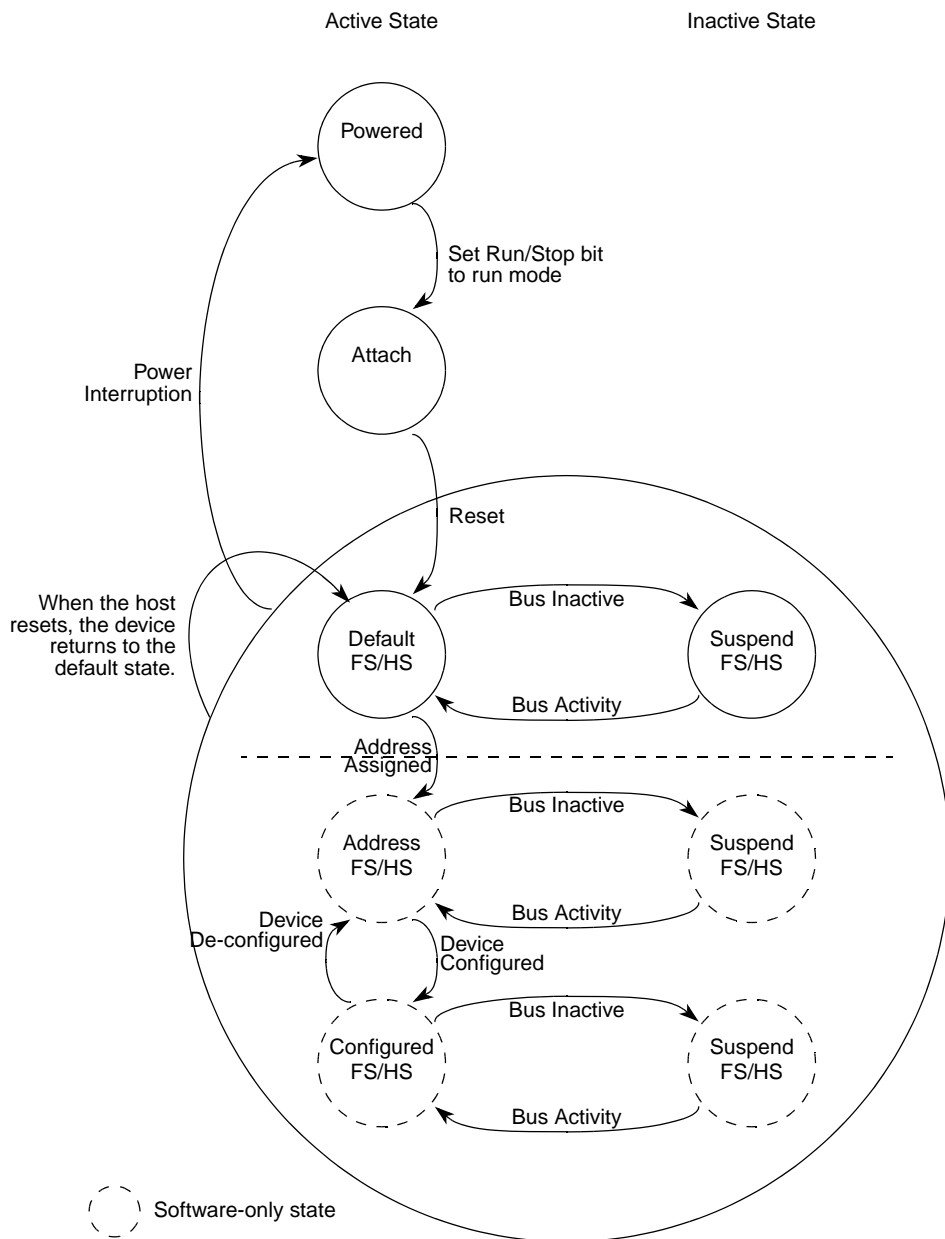 Active State
Inactive State
Powered
Set Run/Stop bit
to run mode
Attach
Power
Interruption
Reset
When the host
resets, the device
returns to the
default state.
Default
FS/HS
Bus Inactive
Suspend
FS/HS
Bus Activity
Address
Assigned
Address
FS/HS
Bus Inactive
Suspend
FS/HS
Bus Activity
Device
De-configured
Device
Configured
Configured
FS/HS
Bus Inactive
Suspend
FS/HS
Bus Activity
Software-only state